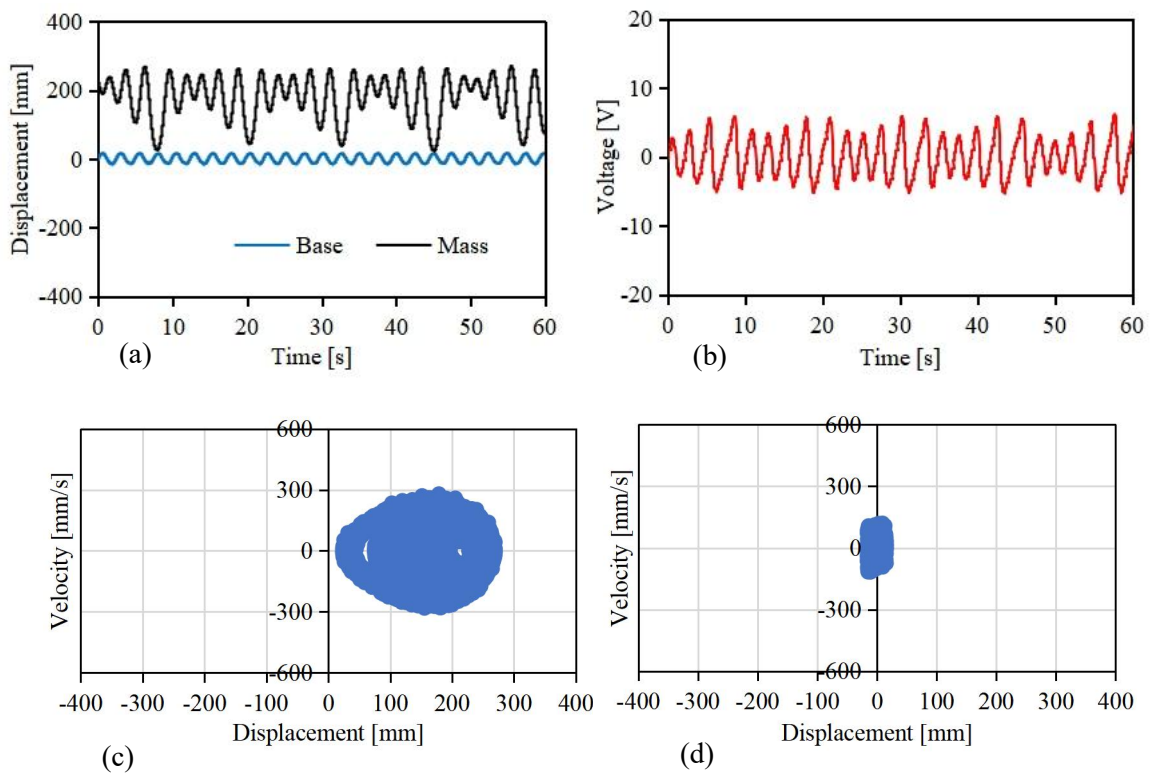 400
200
0
-200
-400
Displacement [mm]
Base
Mass
0 10 20 30 40 50 60
Time [s]
(a)
20
10
0
-10
-20
Voltage [V]
0 10 20 30 40 50 60
Time [s]
(b)
600
300
0
-300
-600
Velocity [mm/s]
-400 -300 -200 -100 0 100 200 300 400
Displacement [mm]
(c)
600
300
0
-300
-600
Velocity [mm/s]
-400 -300 -200 -100 0 100 200 300 400
Displacement [mm]
(d)